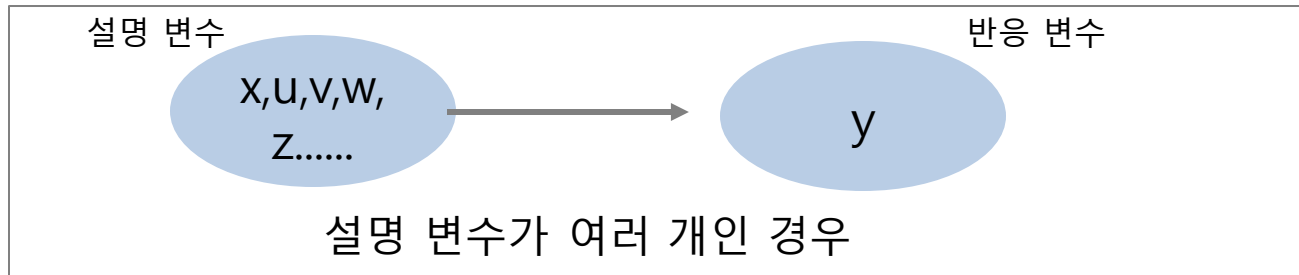 설명 변수
반응 변수
x,u,v,w,
z......
y
설명 변수가 여러 개인 경우